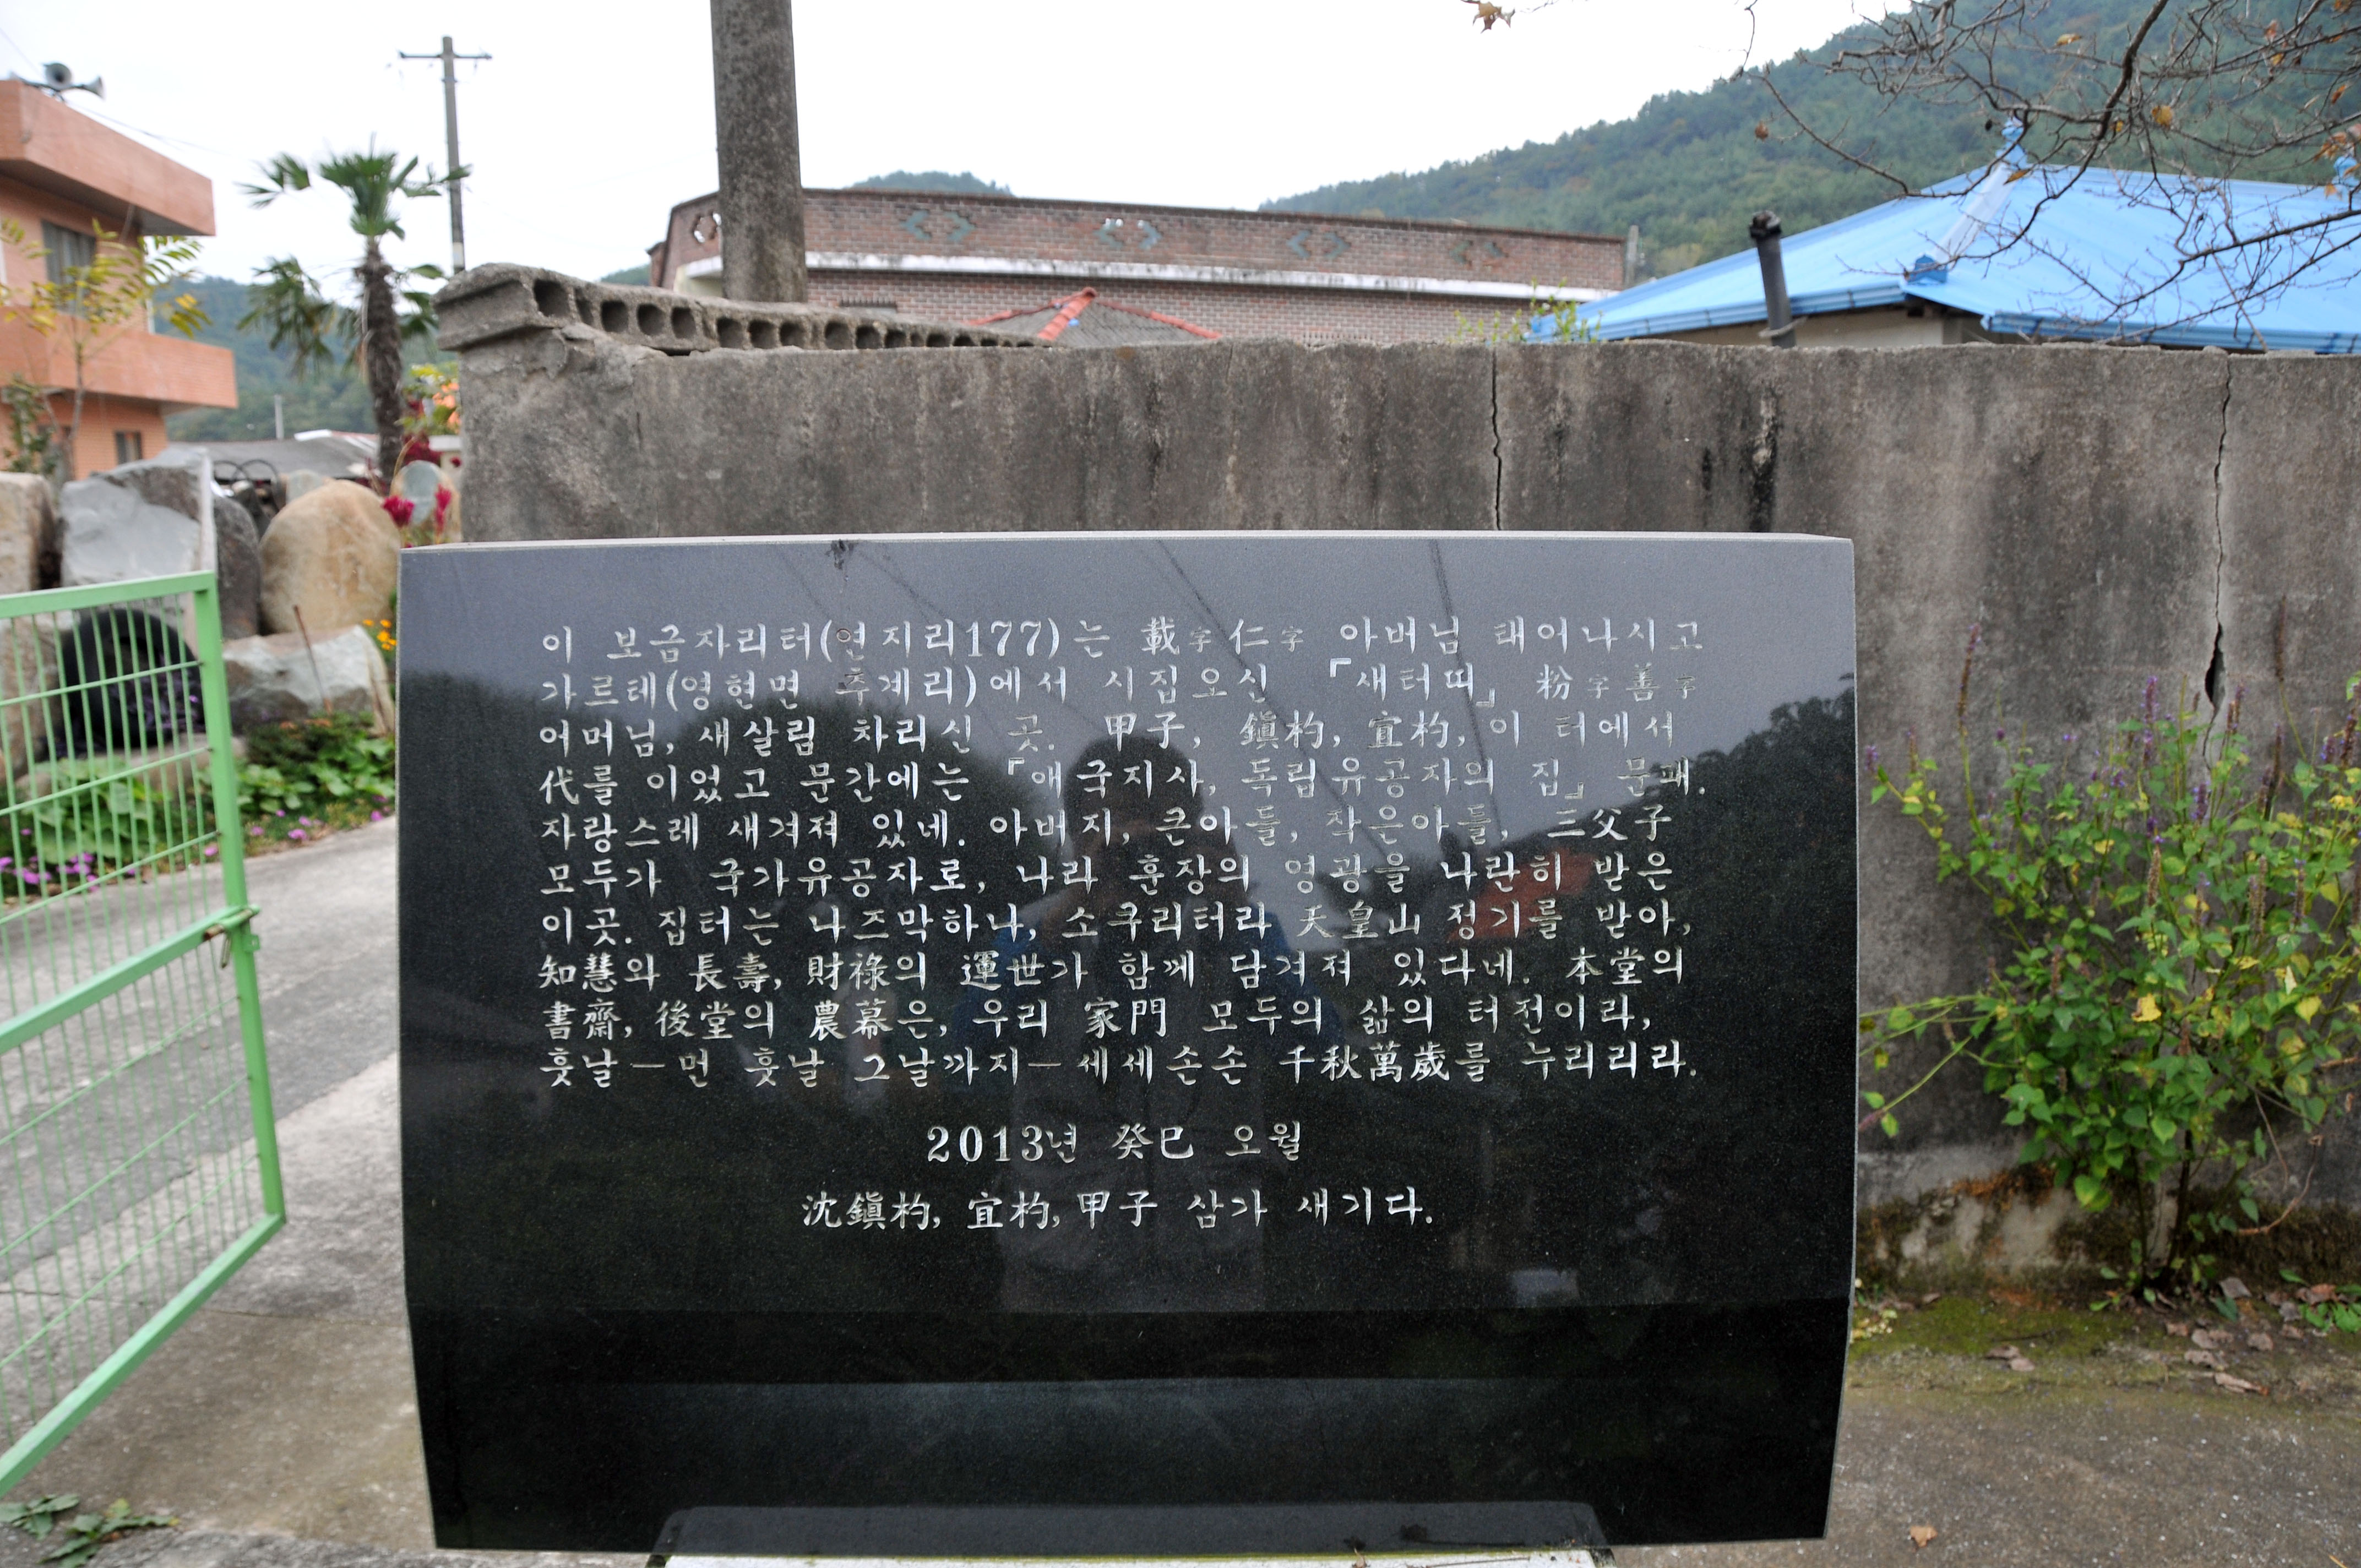 이 보금자리터(연지리177)는 載字仁字 아버님 태어나시고
가르테(영현면 추계리)에서 시집오신 「새터띠」 粉字善字
어머님, 새살림 차리신 곳. 甲子, 鎭杓, 宜杓, 이 터에서
代를 이었고 문간에는 「애국지사, 독립유공자의 집」 문패.
자랑스레 새겨져 있네. 아버지, 큰아들, 작은아들, 三父子
모두가 국가유공자로, 나라 훈장의 영광을 나란히 받은
이곳. 집터는 나즈막하나, 소쿠리터라 天皇山 정기를 받아,
知慧와 長壽, 財祿의 運世가 함께 담겨져 있다네. 本堂의
書齋, 後堂의 農幕은, 우리 家門 모두의 삶의 터전이라,
훗날-먼 훗날 그날까지-세세손손 千秋萬歲를 누리리라.
2013년 癸巳 오월
沈鎭杓, 宜杓, 甲子 삼가 새기다.